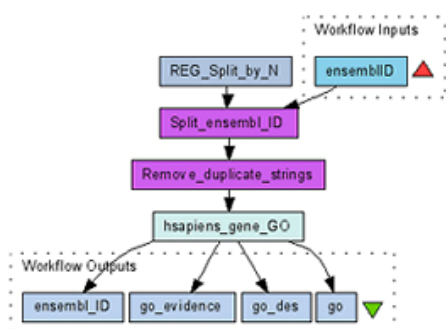 Workflow Inputs
REG_Split_by_N
ensemblID
Split_ensembl_ID
Remove_duplicate_strings
hsapiens_gene_GO
Workflow Outputs
ensembl_ID
go_evidence
go_des
go